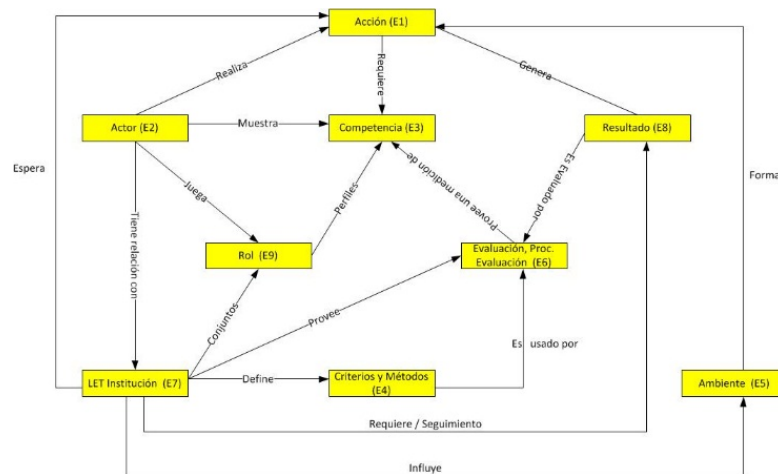 Acción (E1)
Realiza
Requiere
Genera
Actor (E2)
Muestra
Competencia (E3)
Resultado (E8)
Espera
Juega
Perfiles
Provee una medición de
Es Evaluado por
Forma
Tiene relación con
Rol (E9)
Evaluación, Proc.
Evaluación (E6)
Conjuntos
Provee
Es usado por
LET Institución (E7)
Define
Criterios y Métodos
(E4)
Ambiente (E5)
Requiere / Seguimiento
Influye